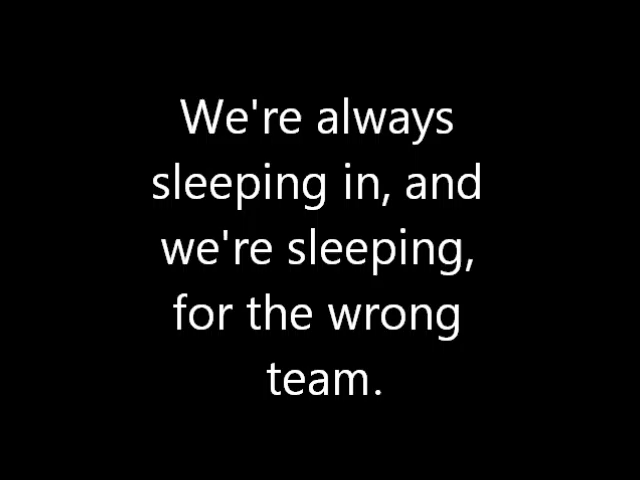 We're always
sleeping in, and
we're sleeping,
for the wrong
team.